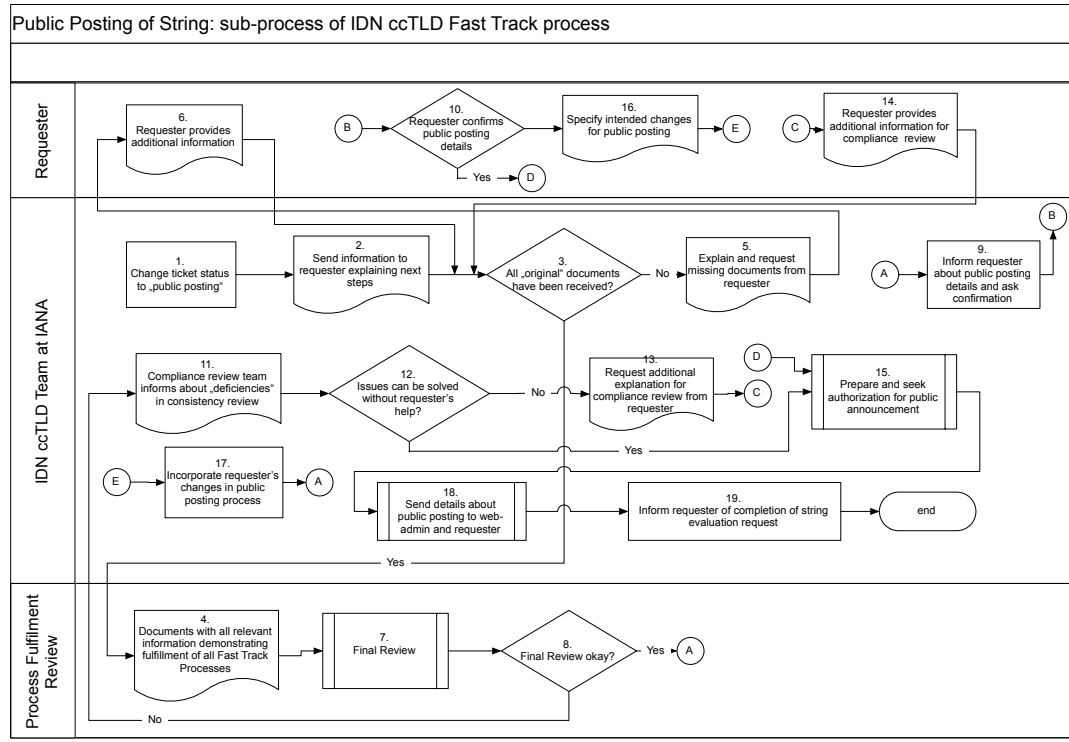 Public Posting of String: sub-process of IDN ccTLD Fast Track process
Requester
6.
Requester provides
additional information
B
10.
Requester confirms
public posting
details
Yes
D
16.
Specify intended changes
for public posting
E
C
14.
Requester provides
additional information for
compliance review
IDN ccTLD Team at IANA
1.
Change ticket status
to „public posting“
2.
Send information to
requester explaining next
steps
3.
All „original“ documents
have been received?
No
5.
Explain and request
missing documents from
requester
A
9.
Inform requester
about public posting
details and ask
confirmation
B
11.
Compliance review team
informs about „deficiencies“
in consistency review
12.
Issues can be solved
without requester’s
help?
No
13.
Request additional
explanation for
compliance review from
requester
D
C
15.
Prepare and seek
authorization for public
announcement
Yes
E
17.
Incorporate requester’s
changes in public
posting process
A
18.
Send details about
public posting to web-
admin and requester
19.
Inform requester of completion of string
evaluation request
end
Yes
Process Fulfilment
Review
4.
Documents with all relevant
information demonstrating
fulfillment of all Fast Track
Processes
7.
Final Review
8.
Final Review okay?
Yes
A
No